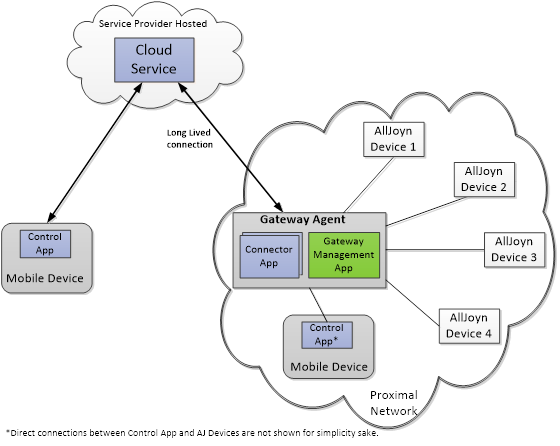 Service Provider Hosted
Cloud
Service
Long Lived
connection
AllJoyn
Device 1
AllJoyn
Device 2
AllJoyn
Device 3
AllJoyn
Device 4
Gateway Agent
Connector
App
Gateway
Management
App
Control
App
Mobile Device
Control
App*
Mobile Device
Proximal
Network
*Direct connections between Control App and AJ Devices are not shown for simplicity sake.